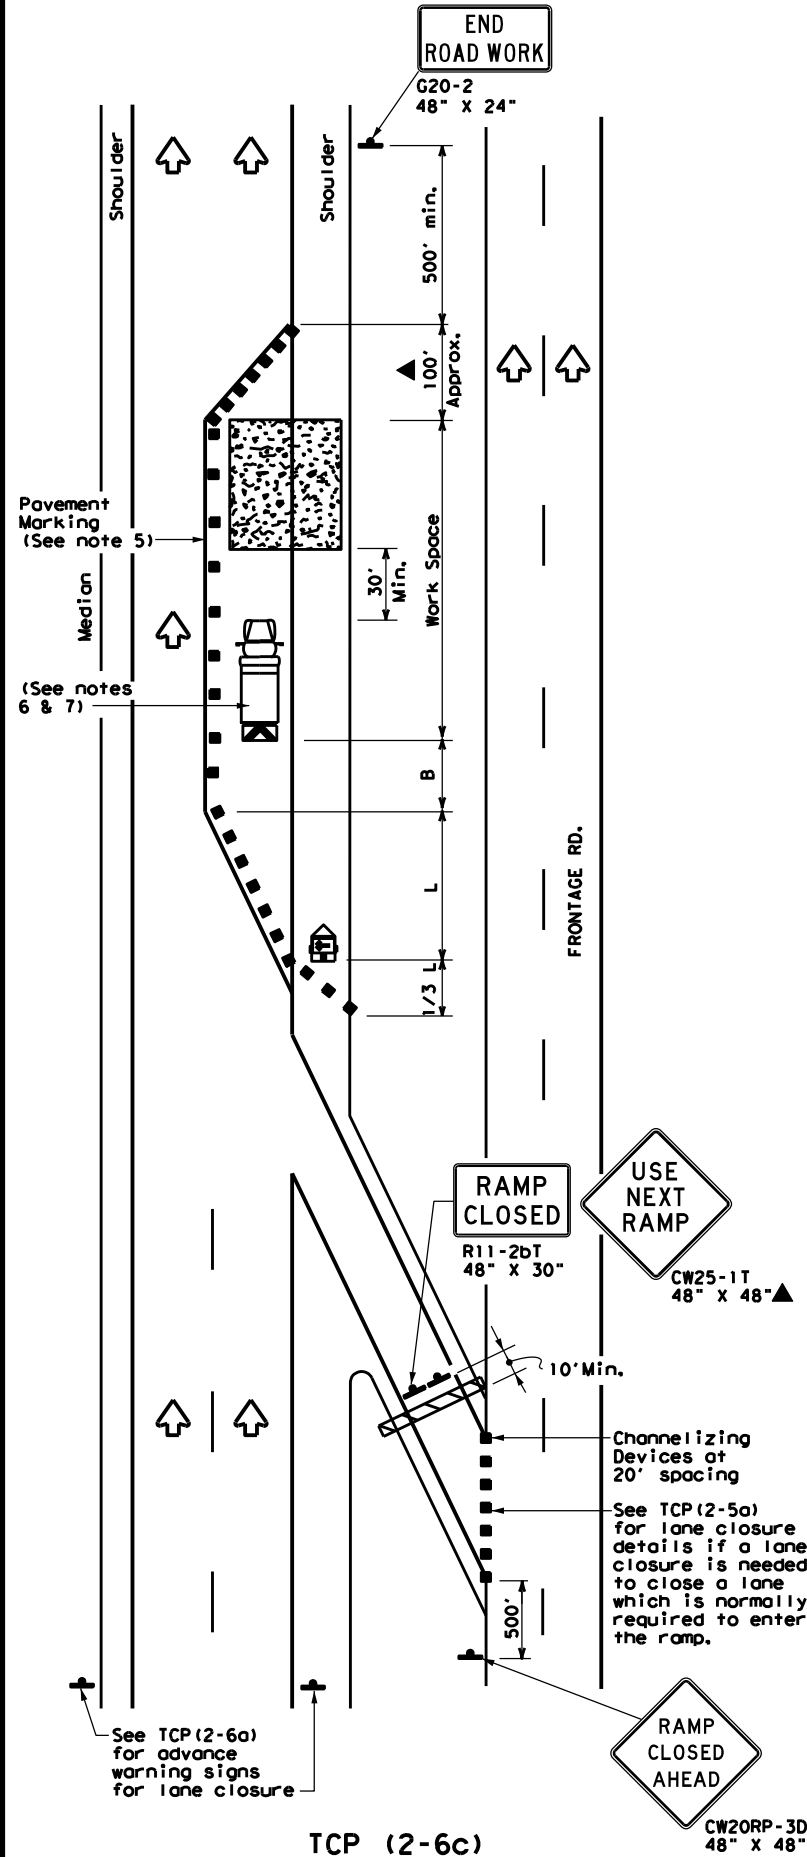 END
ROAD WORK
G20-2
48" X 24"
Shoulder
Shoulder
500' min.
100'
Approx.
Pavement
Marking
(See note 5)
30'
Min.
Work Space
Median
(See notes
6 & 7)
B
L
FRONTAGE RD.
1/3 L
RAMP
CLOSED
R11-2bT
48" X 30"
USE
NEXT
RAMP
CW25-1T
48" X 48"
10'Min.
Channelizing
Devices at
20' spacing
See TCP(2-5a)
for lane closure
details if a lane
closure is needed
to close a lane
which is normally
required to enter
the ramp.
500'
See TCP(2-6a)
for advance
warning signs
for lane closure
RAMP
CLOSED
AHEAD
CW20RP-3D
48" X 48"
TCP (2-6c)